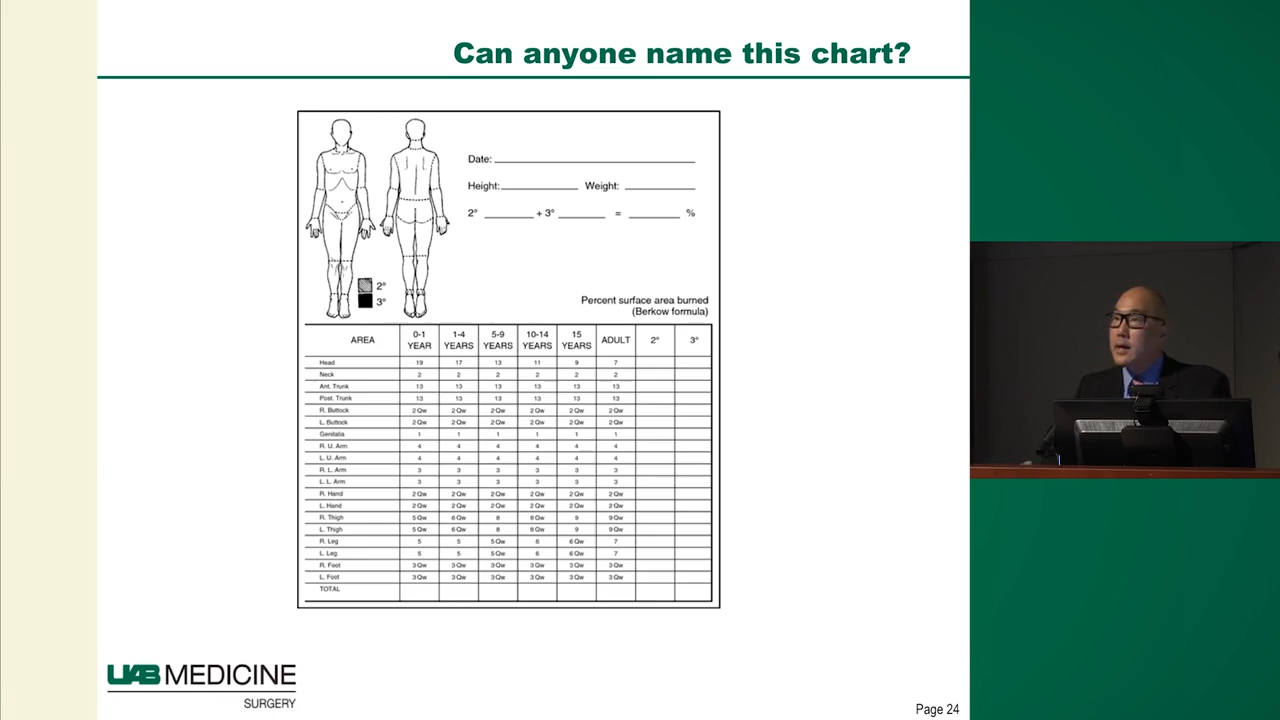 Can anyone name this chart?
Date:
Height: Weight:
2° + 3° = %
2°
3°
Percent surface area burned
(Berkow formula)
AREA 0-1 YEAR 1-4 YEARS 5-9 YEARS 10-14 YEARS 15 YEARS ADULT 2° 3°
Head 19 17 13 11 9 7
Neck 2 2 2 2 2 2
Ant. Trunk 13 13 13 13 13 13
Post. Trunk 13 13 13 13 13 13
R. Buttock 2 Qw 2 Qw 2 Qw 2 Qw 2 Qw 2 Qw
L. Buttock 2 Qw 2 Qw 2 Qw 2 Qw 2 Qw 2 Qw
Genitalia 1 1 1 1 1 1
R. U. Arm 4 4 4 4 4 4
L. U. Arm 4 4 4 4 4 4
R. L. Arm 3 3 3 3 3 3
L. L. Arm 3 3 3 3 3 3
R. Hand 2 Qw 2 Qw 2 Qw 2 Qw 2 Qw 2 Qw
L. Hand 2 Qw 2 Qw 2 Qw 2 Qw 2 Qw 2 Qw
R. Thigh 5 Qw 6 Qw 8 8 Qw 9 9 Qw
L. Thigh 5 Qw 6 Qw 8 8 Qw 9 9 Qw
R. Leg 5 5 5 Qw 6 6 Qw 7
L. Leg 5 5 5 Qw 6 6 Qw 7
R. Foot 3 Qw 3 Qw 3 Qw 3 Qw 3 Qw 3 Qw
L. Foot 3 Qw 3 Qw 3 Qw 3 Qw 3 Qw 3 Qw
TOTAL
UAB MEDICINE
SURGERY
Page 24